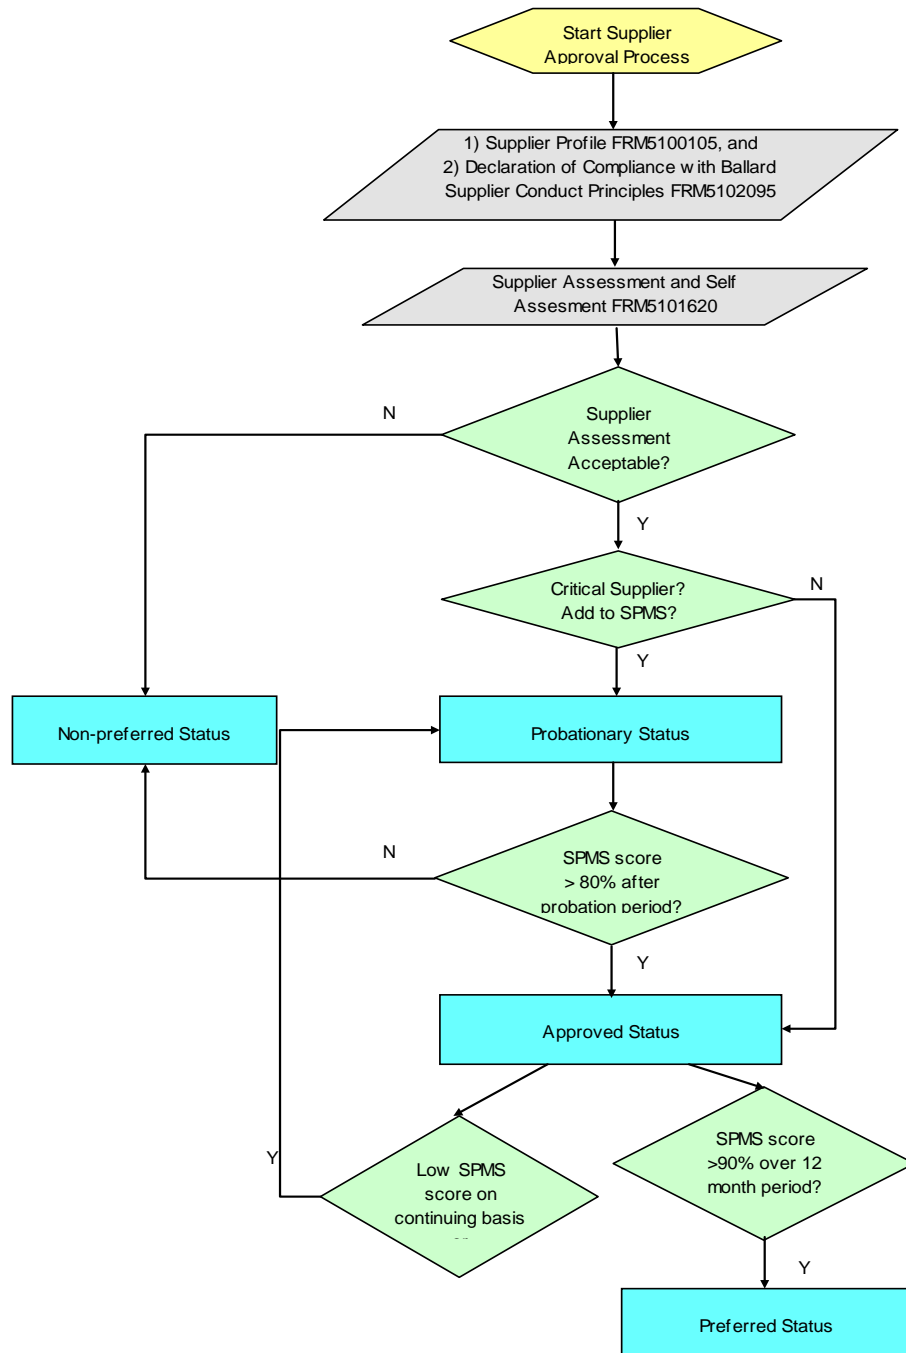 Start Supplier
Approval Process
1) Supplier Profile FRM5100105, and
2) Declaration of Compliance with Ballard
Supplier Conduct Principles FRM5102095
Supplier Assessment and Self
Assesment FRM5101620
N
Supplier
Assessment
Acceptable?
Y
Critical Supplier?
Add to SPMS?
N
Y
Non-preferred Status
Probationary Status
N
SPMS score
> 80% after
probation period?
Y
Approved Status
SPMS score
>90% over 12
month period?
Y
Low SPMS
score on
continuing basis
Y
Preferred Status